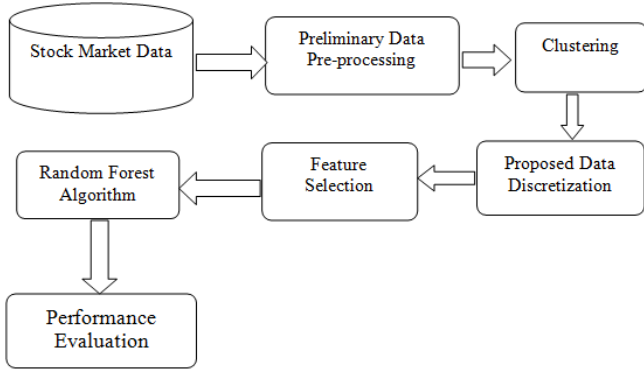 Stock Market Data
Preliminary Data
Pre-processing
Clustering
Proposed Data
Discretization
Feature
Selection
Random Forest
Algorithm
Performance
Evaluation